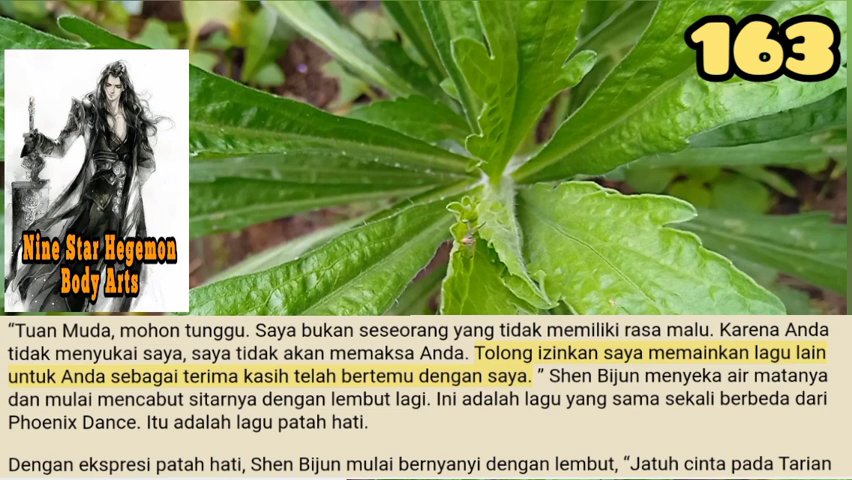 163
Nine Star Hegemon
Body Arts
“Tuan Muda, mohon tunggu. Saya bukan seseorang yang tidak memiliki rasa malu. Karena Anda
tidak menyukai saya, saya tidak akan memaksa Anda. Tolong izinkan saya memainkan lagu lain
untuk Anda sebagai terima kasih telah bertemu dengan saya. ” Shen Bijun menyeka air matanya
dan mulai mencabut sitarnya dengan lembut lagi. Ini adalah lagu yang sama sekali berbeda dari
Phoenix Dance. Itu adalah lagu patah hati.
Dengan ekspresi patah hati, Shen Bijun mulai bernyanyi dengan lembut, “Jatuh cinta pada Tarian